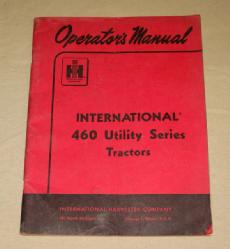 Operator's Manual
INTERNATIONAL
460 Utility Series
Tractors
INTERNATIONAL HARVESTER COMPANY